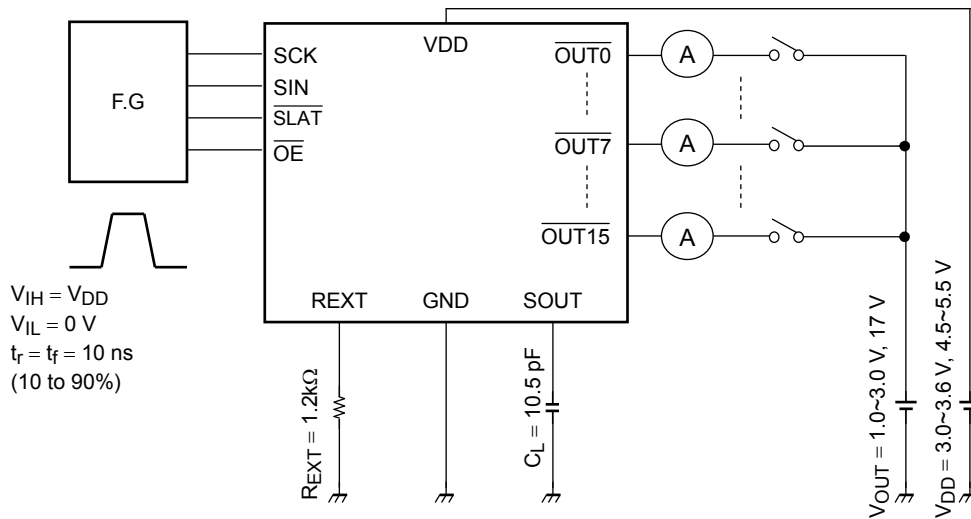 VDD
F.G
SCK
SIN
SLAT
OE
OUT0
A
OUT7
A
OUT15
A
REXT
GND
SOUT
VIH = VDD
VIL = 0 V
tr = tf = 10 ns
(10 to 90%)
REXT = 1.2kΩ
CL = 10.5 pF
VOUT = 1.0~3.0 V, 17 V
VDD = 3.0~3.6 V, 4.5~5.5 V